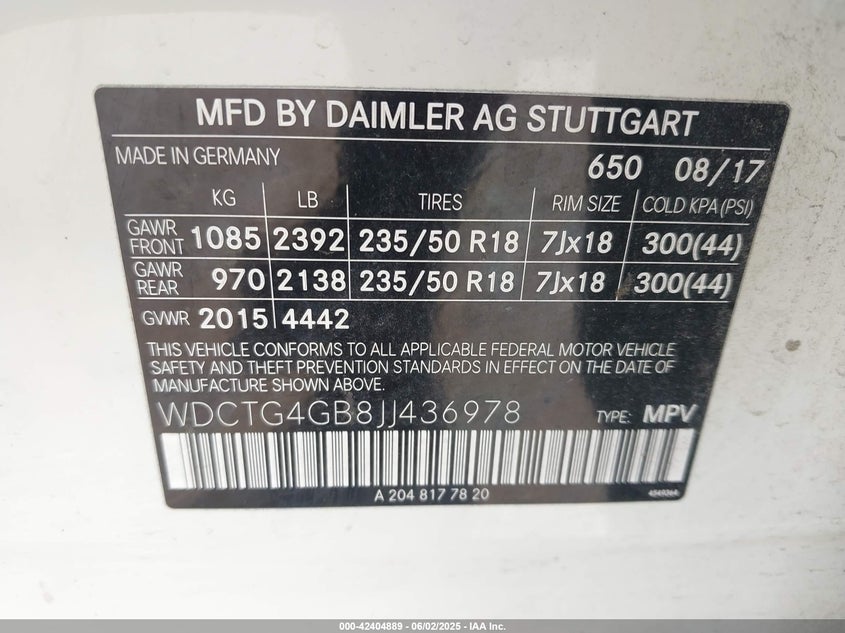 MFD BY DAIMLER AG STUTTGART
MADE IN GERMANY 650 08/17
KG LB TIRES RIM SIZE COLD KPA (PSI)
GAWR FRONT 1085 2392 235/50 R18 7Jx18 300(44)
GAWR REAR 970 2138 235/50 R18 7Jx18 300(44)
GVWR 2015 4442
THIS VEHICLE CONFORMS TO ALL APPLICABLE FEDERAL MOTOR VEHICLE
SAFETY AND THEFT PREVENTION STANDARDS IN EFFECT ON THE DATE OF
MANUFACTURE SHOWN ABOVE.
WDCTG4GB8JJ436978 TYPE: MPV
A 204 817 78 20
000-42404889 - 06/02/2025 - IAA Inc.